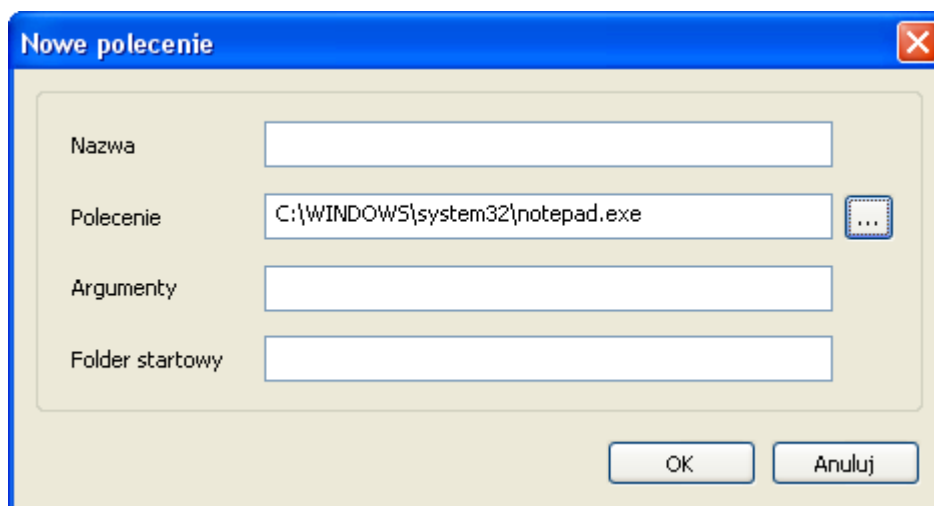 Nowe polecenie
Nazwa
Polecenie C:\WINDOWS\system32\notepad.exe ...
Argumenty
Folder startowy
OK Anuluj